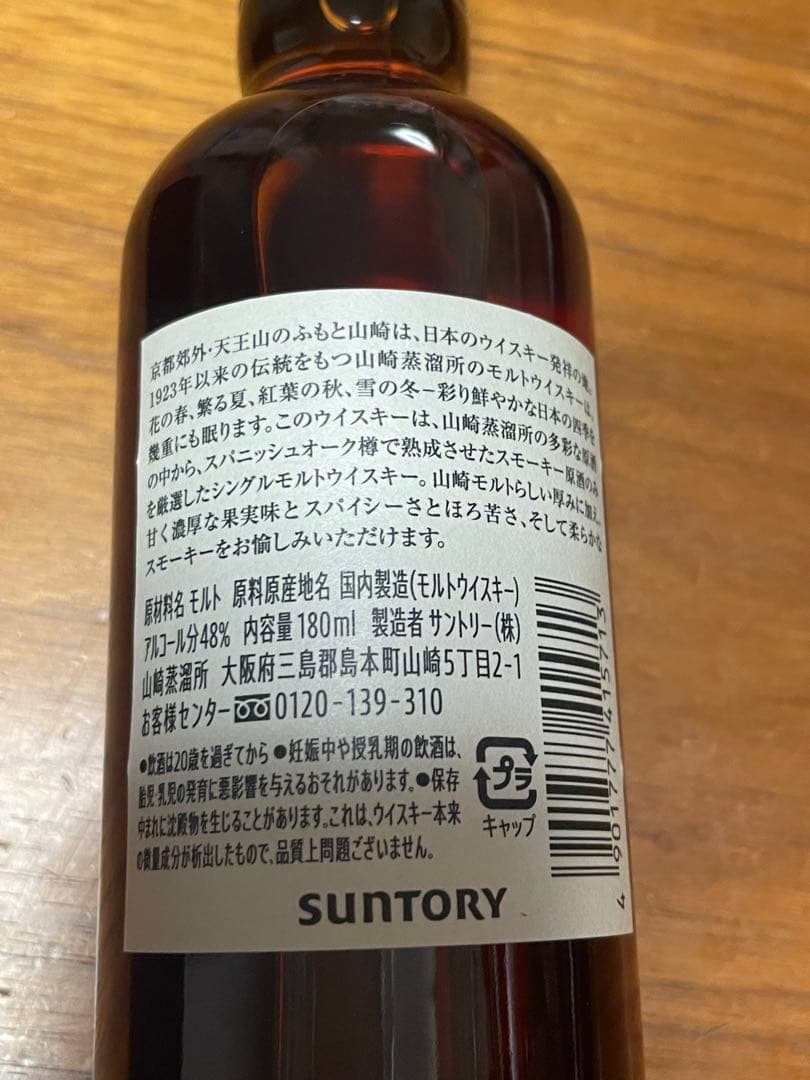 京都郊外・天王山のふもと山崎は、日本のウイスキー発祥の地。
1923年以来の伝統をもつ山崎蒸溜所のモルトウイスキーは、
花の春、繁る夏、紅葉の秋、雪の冬−彩り鮮やかな日本の四季を
幾重にも眠ります。このウイスキーは、山崎蒸溜所の多彩な原酒
の中から、スパニッシュオーク樽で熟成させたスモーキー原酒のみ
を厳選したシングルモルトウイスキー。山崎モルトらしい厚みに加え、
甘く濃厚な果実味とスパイシーさとほろ苦さ、そして柔らかな
スモーキーをお愉しみいただけます。
原材料名 モルト 原料原産地名 国内製造(モルトウイスキー)
アルコール分48% 内容量180ml 製造者 サントリー(株)
山崎蒸溜所 大阪府三島郡島本町山崎5丁目2-1
お客様センター 0120-139-310
●飲酒は20歳を過ぎてから ●妊娠中や授乳期の飲酒は、
胎児・乳児の発育に悪影響を与えるおそれがあります。●保存
中まれに沈殿物を生じることがあります。これは、ウイスキー本来
の微量成分が析出したもので、品質上問題ございません。
プラ
キャップ
SUNTORY